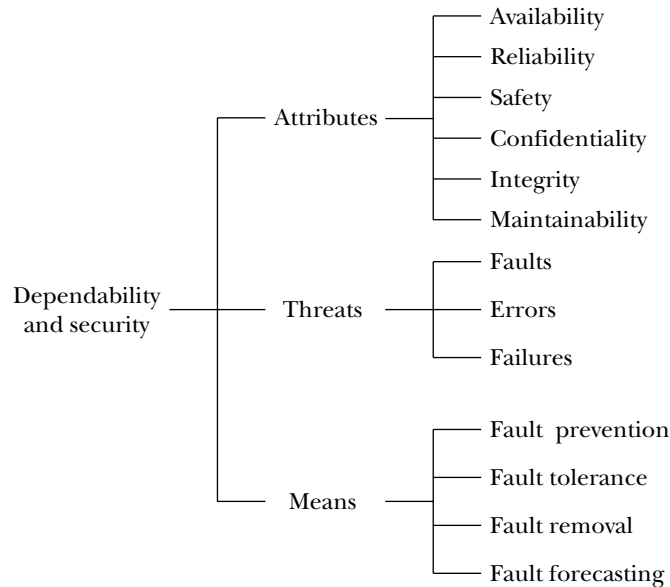 Availability
Reliability
Safety
Attributes
Confidentiality
Integrity
Maintainability
Faults
Dependability
and security
Threats
Errors
Failures
Fault prevention
Fault tolerance
Means
Fault removal
Fault forecasting